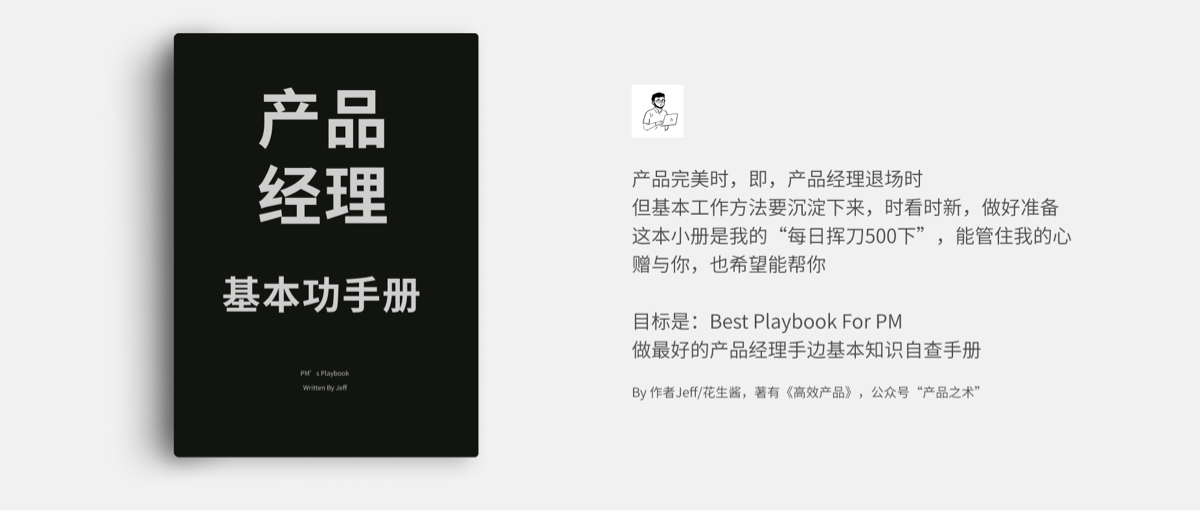 产品
经理
基本功手册
PM’s Playbook
Written By Jeff
产品完美时，即，产品经理退场时
但基本工作方法要沉淀下来，时看时新，做好准备
这本小册是我的“每日挥刀500下”，能管住我的心
赠与你，也希望能帮你
目标是：Best Playbook For PM
做最好的产品经理手边基本知识自查手册
By 作者Jeff/花生酱，著有《高效产品》，公众号“产品之术”